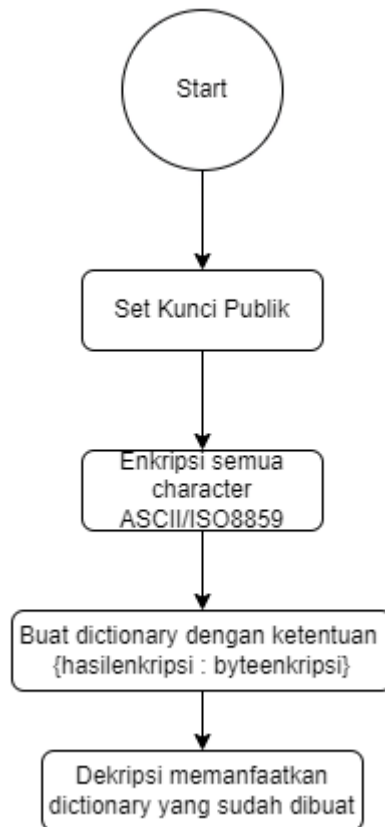 Start
Set Kunci Publik
Enkripsi semua
character
ASCII/ISO8859
Buat dictionary dengan ketentuan
{hasilenkripsi : byteenkripsi}
Dekripsi memanfaatkan
dictionary yang sudah dibuat